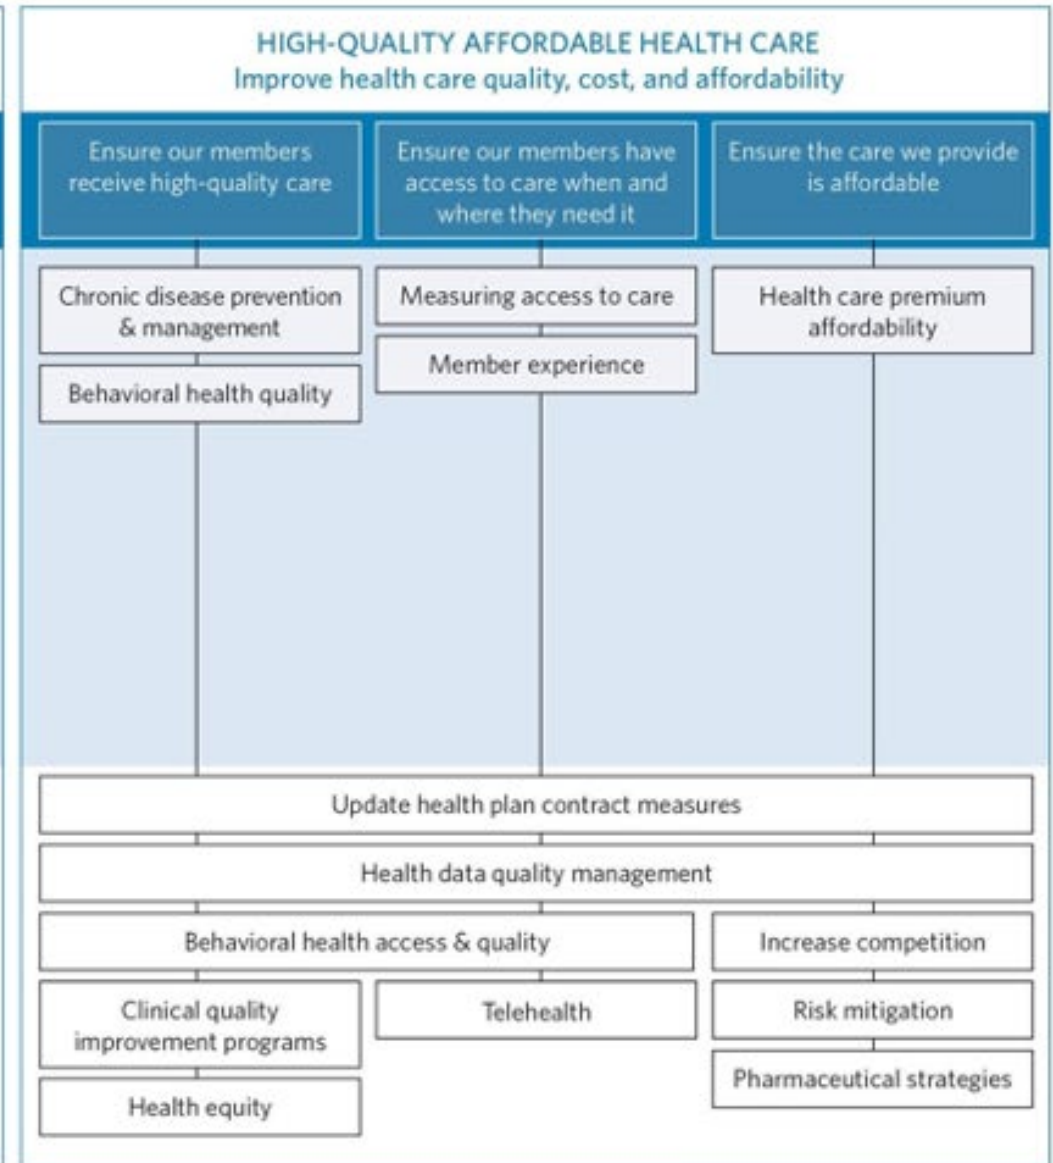 HIGH-QUALITY AFFORDABLE HEALTH CARE
Improve health care quality, cost, and affordability
Ensure our members
receive high-quality care
Ensure our members have
access to care when and
where they need it
Ensure the care we provide
is affordable
Chronic disease prevention
& management
Behavioral health quality
Measuring access to care
Member experience
Health care premium
affordability
Update health plan contract measures
Health data quality management
Behavioral health access & quality
Increase competition
Clinical quality
improvement programs
Telehealth
Risk mitigation
Health equity
Pharmaceutical strategies